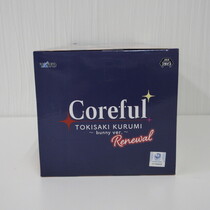 Coreful
TOKISAKI KURUMI
~ bunny ver. ~
Renewal